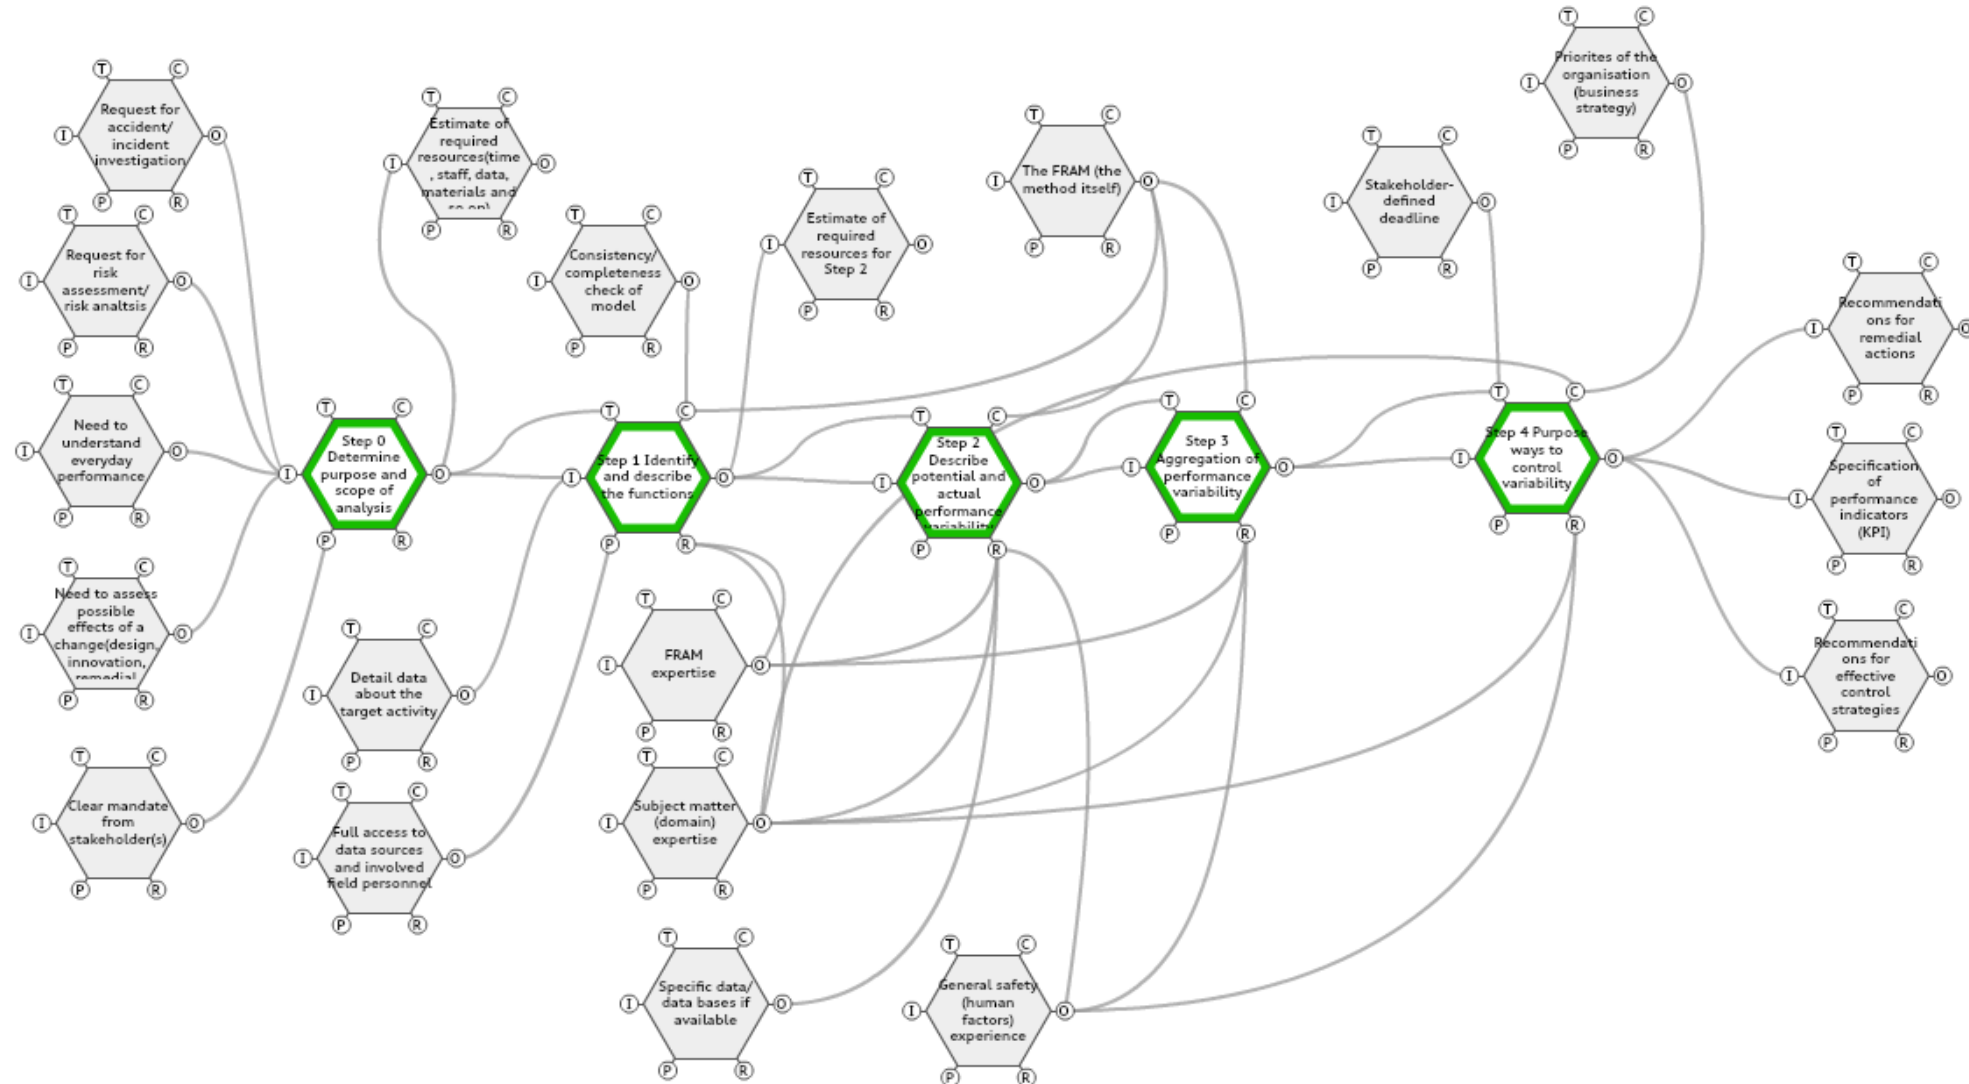 T
C
Request for
accident/
incident
investigation
I
O
P
R
T
C
Request for
risk
assessment/
risk analtsis
I
O
P
R
T
C
Need to
understand
everyday
performance
I
O
P
R
T
C
Need to assess
possible
effects of a
change(design,
innovation,
remedial
I
O
P
R
T
C
Clear mandate
from
stakeholder(s)
I
O
P
R
T
C
Step 0
Determine
purpose and
scope of
analysis
I
O
P
R
T
C
Estimate of
required
resources(time
, staff, data,
materials and
so on)
I
O
P
R
T
C
Detail data
about the
target activity
I
O
P
R
T
C
Full access to
data sources
and involved
field personnel
I
O
P
R
T
C
Consistency/
completeness
check of
model
I
O
P
R
T
C
Step 1 Identify
and describe
the functions
I
O
P
R
T
C
FRAM
expertise
I
O
P
R
T
C
Subject matter
(domain)
expertise
I
O
P
R
T
C
Specific data/
data bases if
available
I
O
P
R
T
C
Estimate of
required
resources for
Step 2
I
O
P
R
T
C
Step 2
Describe
potential and
actual
performance
variability
I
O
P
R
T
C
General safety
(human
factors)
experience
I
O
P
R
T
C
The FRAM (the
method itself)
I
O
P
R
T
C
Step 3
Aggregation of
performance
variability
I
O
P
R
T
C
Stakeholder-
defined
deadline
I
O
P
R
T
C
Priorites of the
organisation
(business
strategy)
I
O
P
R
T
C
Step 4 Purpose
ways to
control
variability
I
O
P
R
T
C
Recommendati
ons for
remedial
actions
I
O
P
R
T
C
Specification
of
performance
indicators
(KPI)
I
O
P
R
T
C
Recommendati
ons for
effective
control
strategies
I
O
P
R